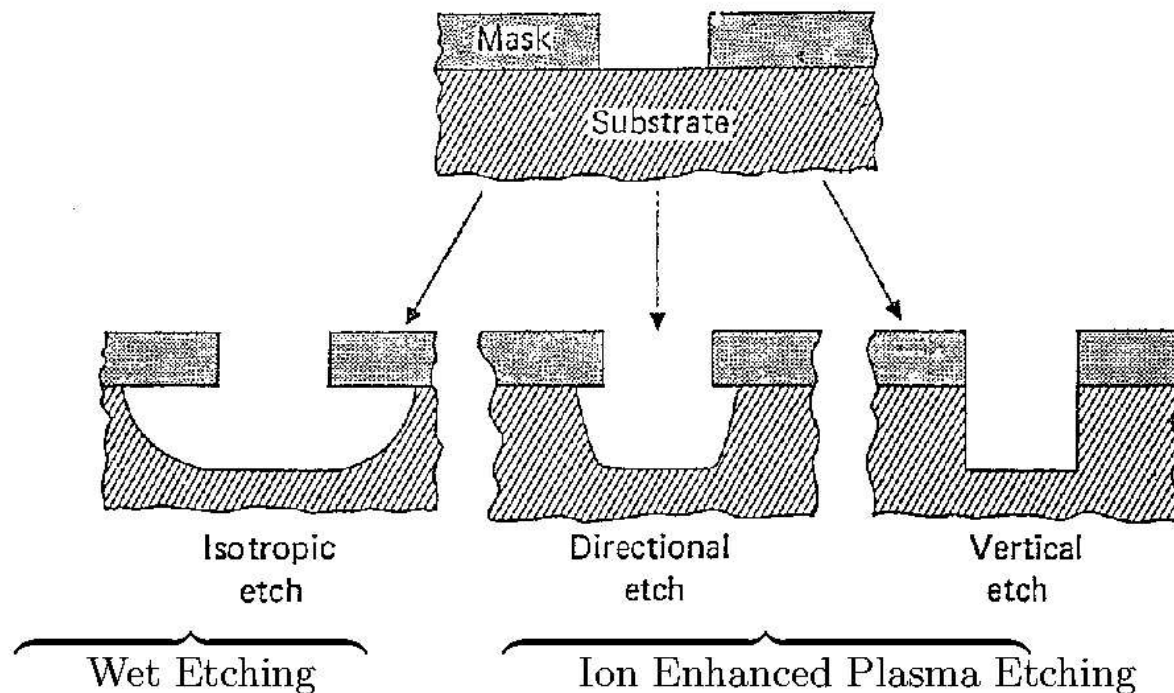 Mask
Substrate
Isotropic
etch
Directional
etch
Vertical
etch
Wet Etching
Ion Enhanced Plasma Etching